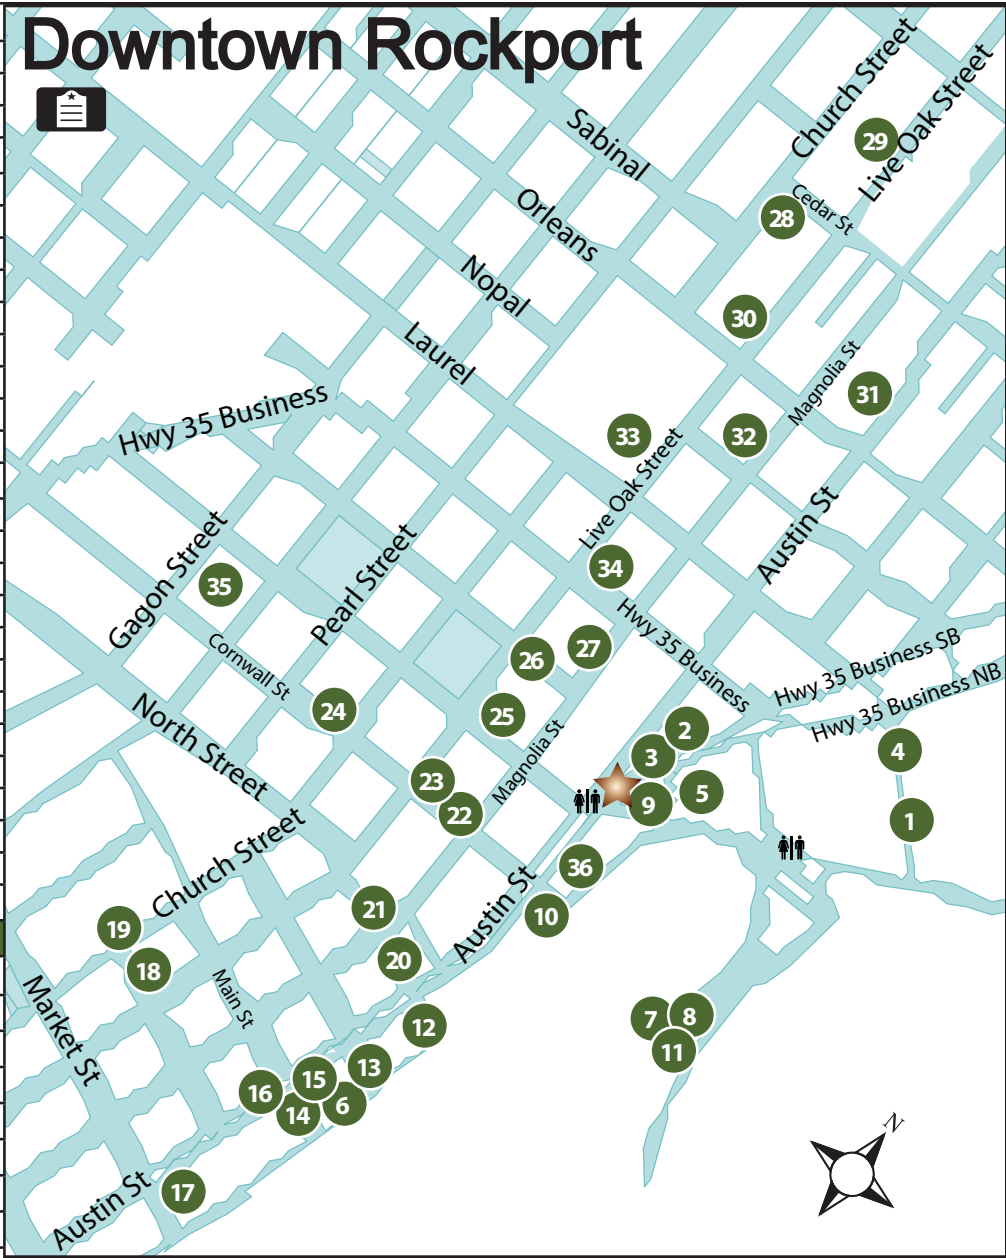 Downtown Rockport
Church Street
Live Oak Street
29
Sabinal
Cedar St
28
Orleans
Nopal
30
Laurel
Magnolia St
31
Hwy 35 Business
33
32
Live Oak Street
Austin St
Gagon Street
Pearl Street
34
35
Hwy 35 Business
Cornwall St
27
26
Hwy 35 Business SB
Hwy 35 Business NB
24
25
2
North Street
3
4
Magnolia St
23
5
9
22
1
Church Street
36
Austin St
21
10
19
20
18
Main St
Market St
12
7
8
11
13
15
16
6
14
N
17
Austin St